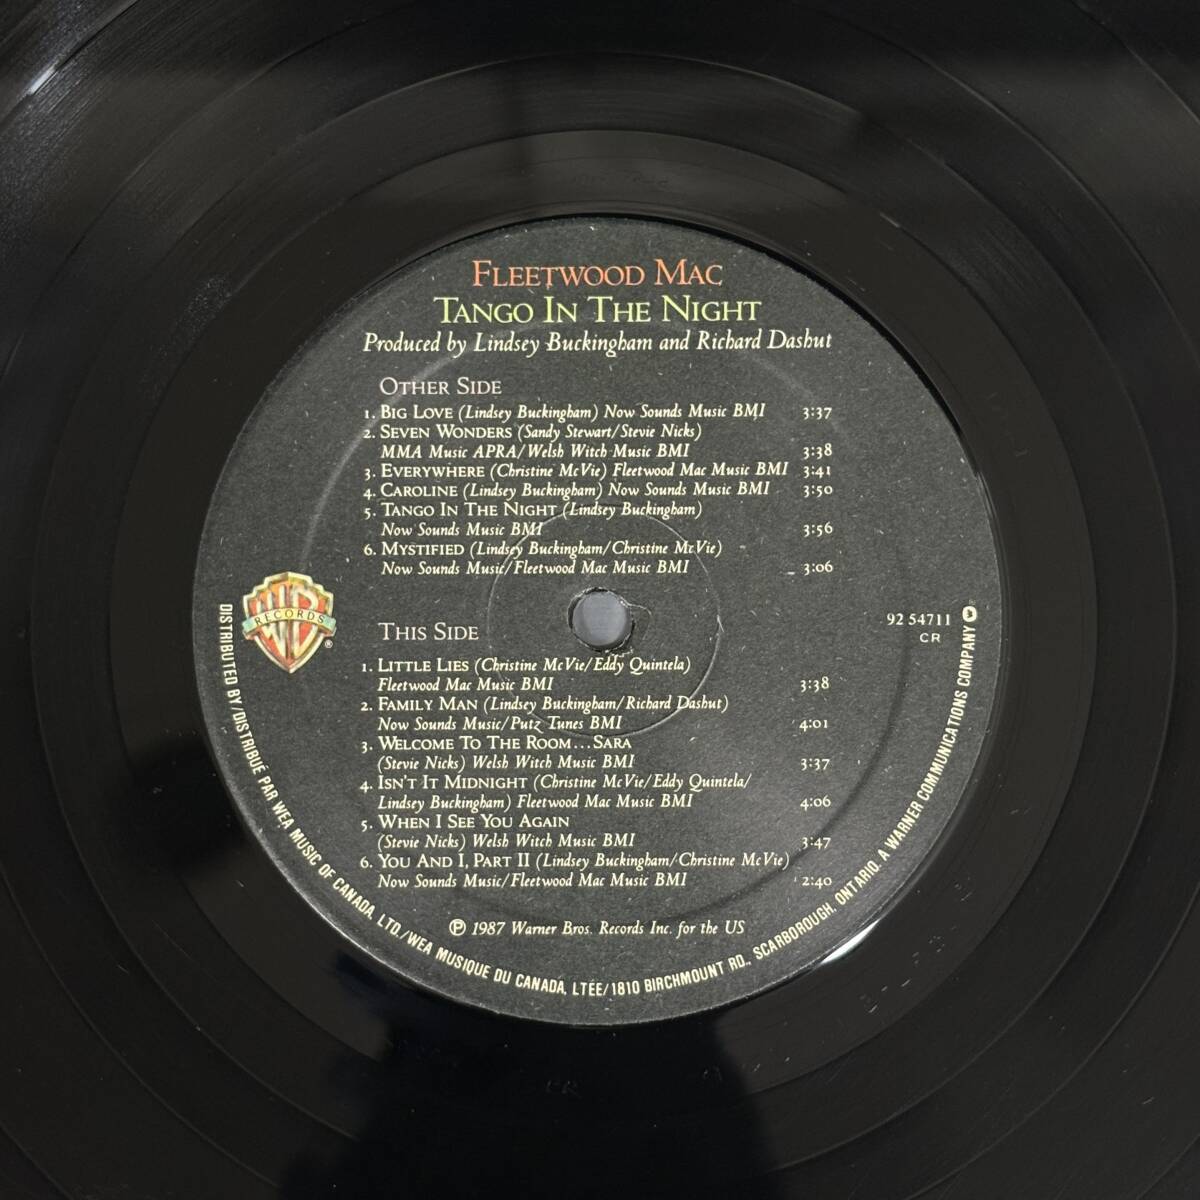 FLEETWOOD MAC
TANGO IN THE NIGHT
Produced by Lindsey Buckingham and Richard Dashut
OTHER SIDE
1. BIG LOVE (Lindsey Buckingham) Now Sounds Music BMI 3:37
2. SEVEN WONDERS (Sandy Stewart/Stevie Nicks)
MMA Music APRA/Welsh Witch Music BMI 3:38
3. EVERYWHERE (Christine McVie) Fleetwood Mac Music BMI 3:41
4. CAROLINE (Lindsey Buckingham) Now Sounds Music BMI 3:50
5. TANGO IN THE NIGHT (Lindsey Buckingham)
Now Sounds Music BMI 3:56
6. MYSTIFIED (Lindsey Buckingham/Christine McVie)
Now Sounds Music/Fleetwood Mac Music BMI 3:06
WB
RECORDS
®
92 54711
CR
THIS SIDE
1. LITTLE LIES (Christine McVie/Eddy Quintela)
Fleetwood Mac Music BMI 3:38
2. FAMILY MAN (Lindsey Buckingham/Richard Dashut)
Now Sounds Music/Putz Tunes BMI 4:01
3. WELCOME TO THE ROOM...SARA
(Stevie Nicks) Welsh Witch Music BMI 3:37
4. ISN'T IT MIDNIGHT (Christine McVie/Eddy Quintela/
Lindsey Buckingham) Fleetwood Mac Music BMI 4:06
5. WHEN I SEE YOU AGAIN
(Stevie Nicks) Welsh Witch Music BMI 3:47
6. YOU AND I, PART II (Lindsey Buckingham/Christine McVie)
Now Sounds Music/Fleetwood Mac Music BMI 2:40
℗ 1987 Warner Bros. Records Inc. for the US
DISTRIBUTED BY/DISTRIBUÉ PAR WEA MUSIC OF CANADA, LTD./WEA MUSIQUE DU CANADA, LTÉE/1810 BIRCHMOUNT RD., SCARBOROUGH, ONTARIO. A WARNER COMMUNICATIONS COMPANY